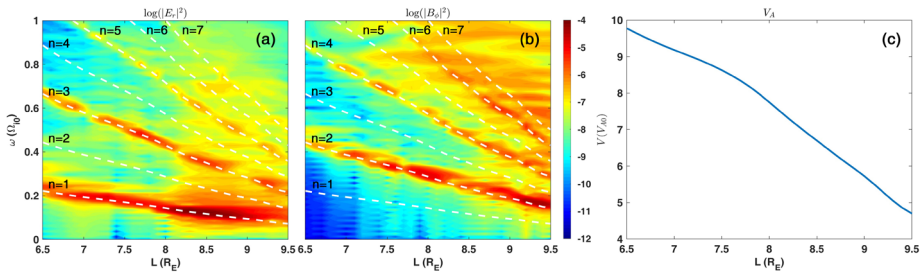 log(|E_r|^2)
(a)
n=7
n=6
n=5
n=4
n=3
n=2
n=1
1
0.8
0.6
0.4
0.2
0
ω (Ω_i0)
6.5 7 7.5 8 8.5 9 9.5
L (R_E)
log(|B_ϕ|^2)
(b)
n=7
n=6
n=5
n=4
n=3
n=2
n=1
6.5 7 7.5 8 8.5 9 9.5
L (R_E)
-4
-5
-6
-7
-8
-9
-10
-11
-12
V_A
(c)
10
9
8
7
6
5
4
V(V_A0)
6.5 7 7.5 8 8.5 9 9.5
L (R_E)